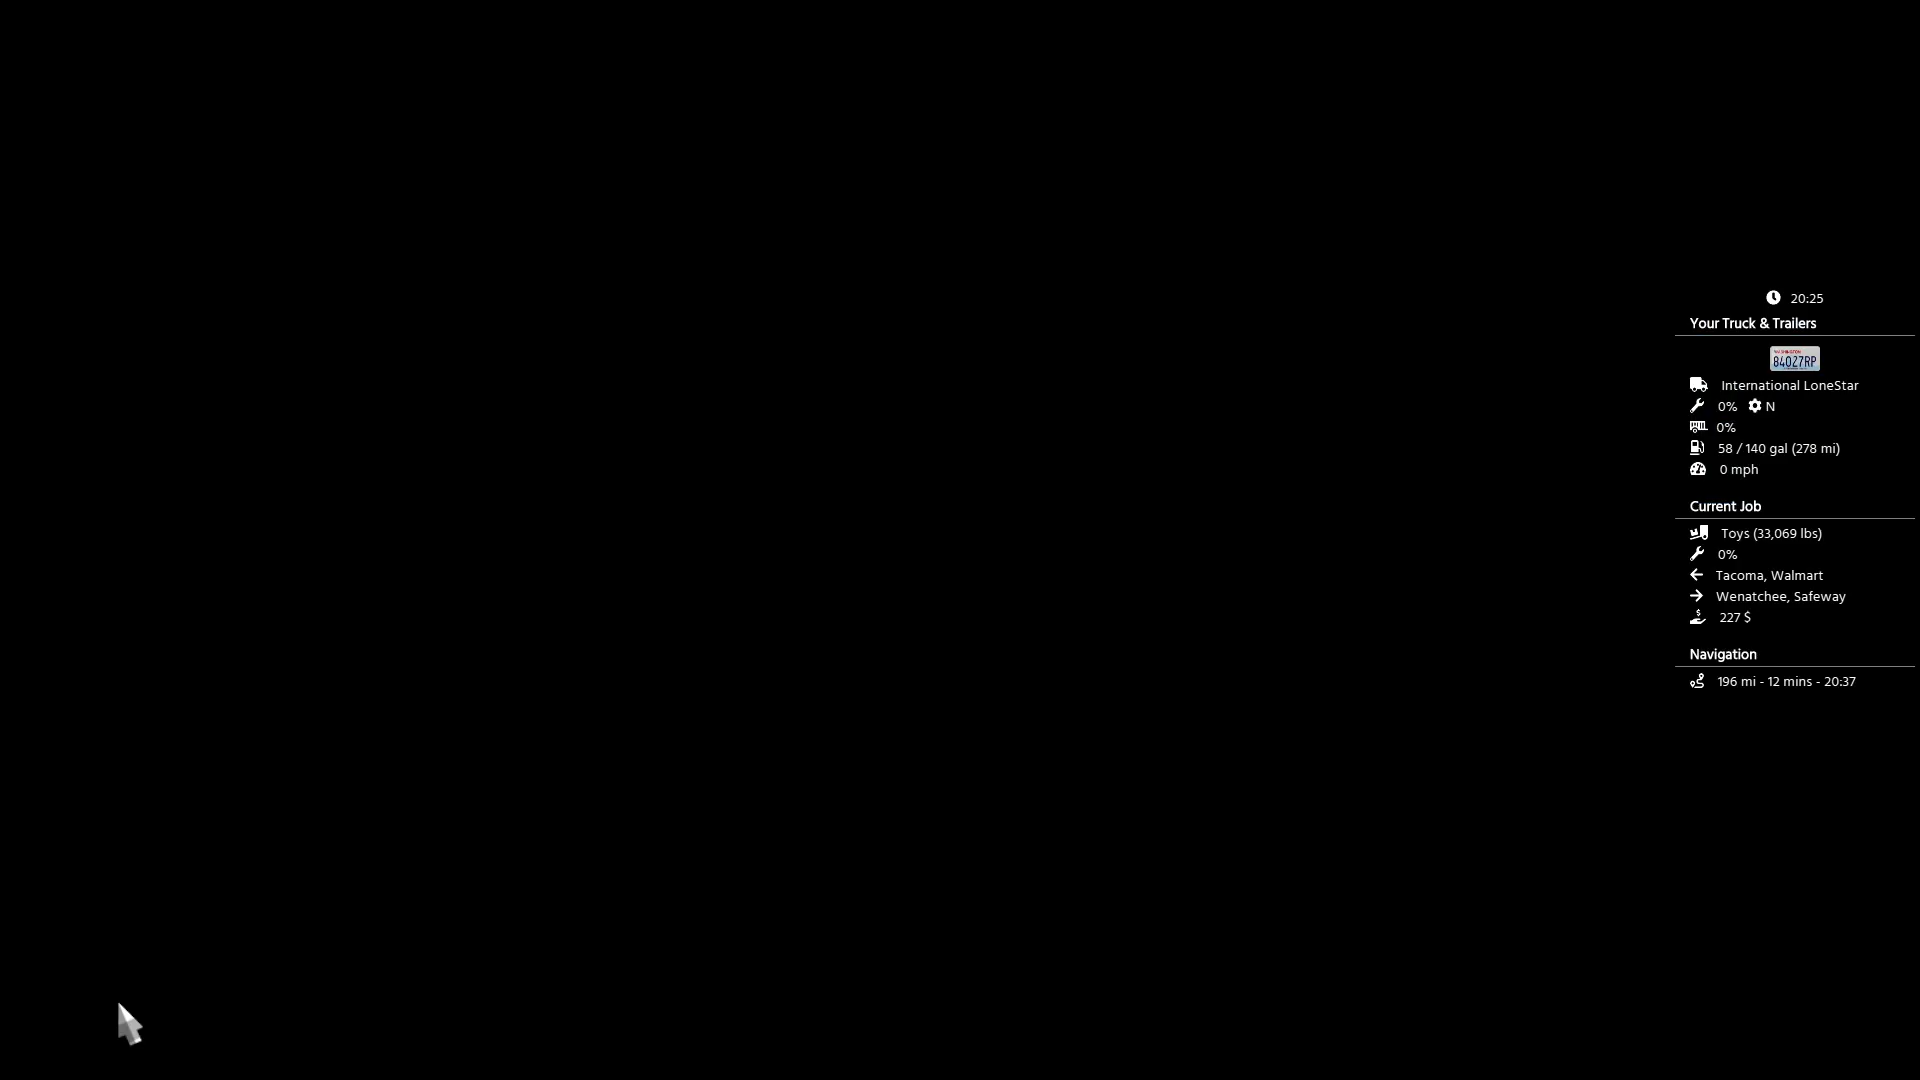 20:25
Your Truck & Trailers
WASHINGTON
84027RP
International LoneStar
0% N
0%
58 / 140 gal (278 mi)
0 mph
Current Job
Toys (33,069 lbs)
0%
Tacoma, Walmart
Wenatchee, Safeway
227 $
Navigation
196 mi - 12 mins - 20:37